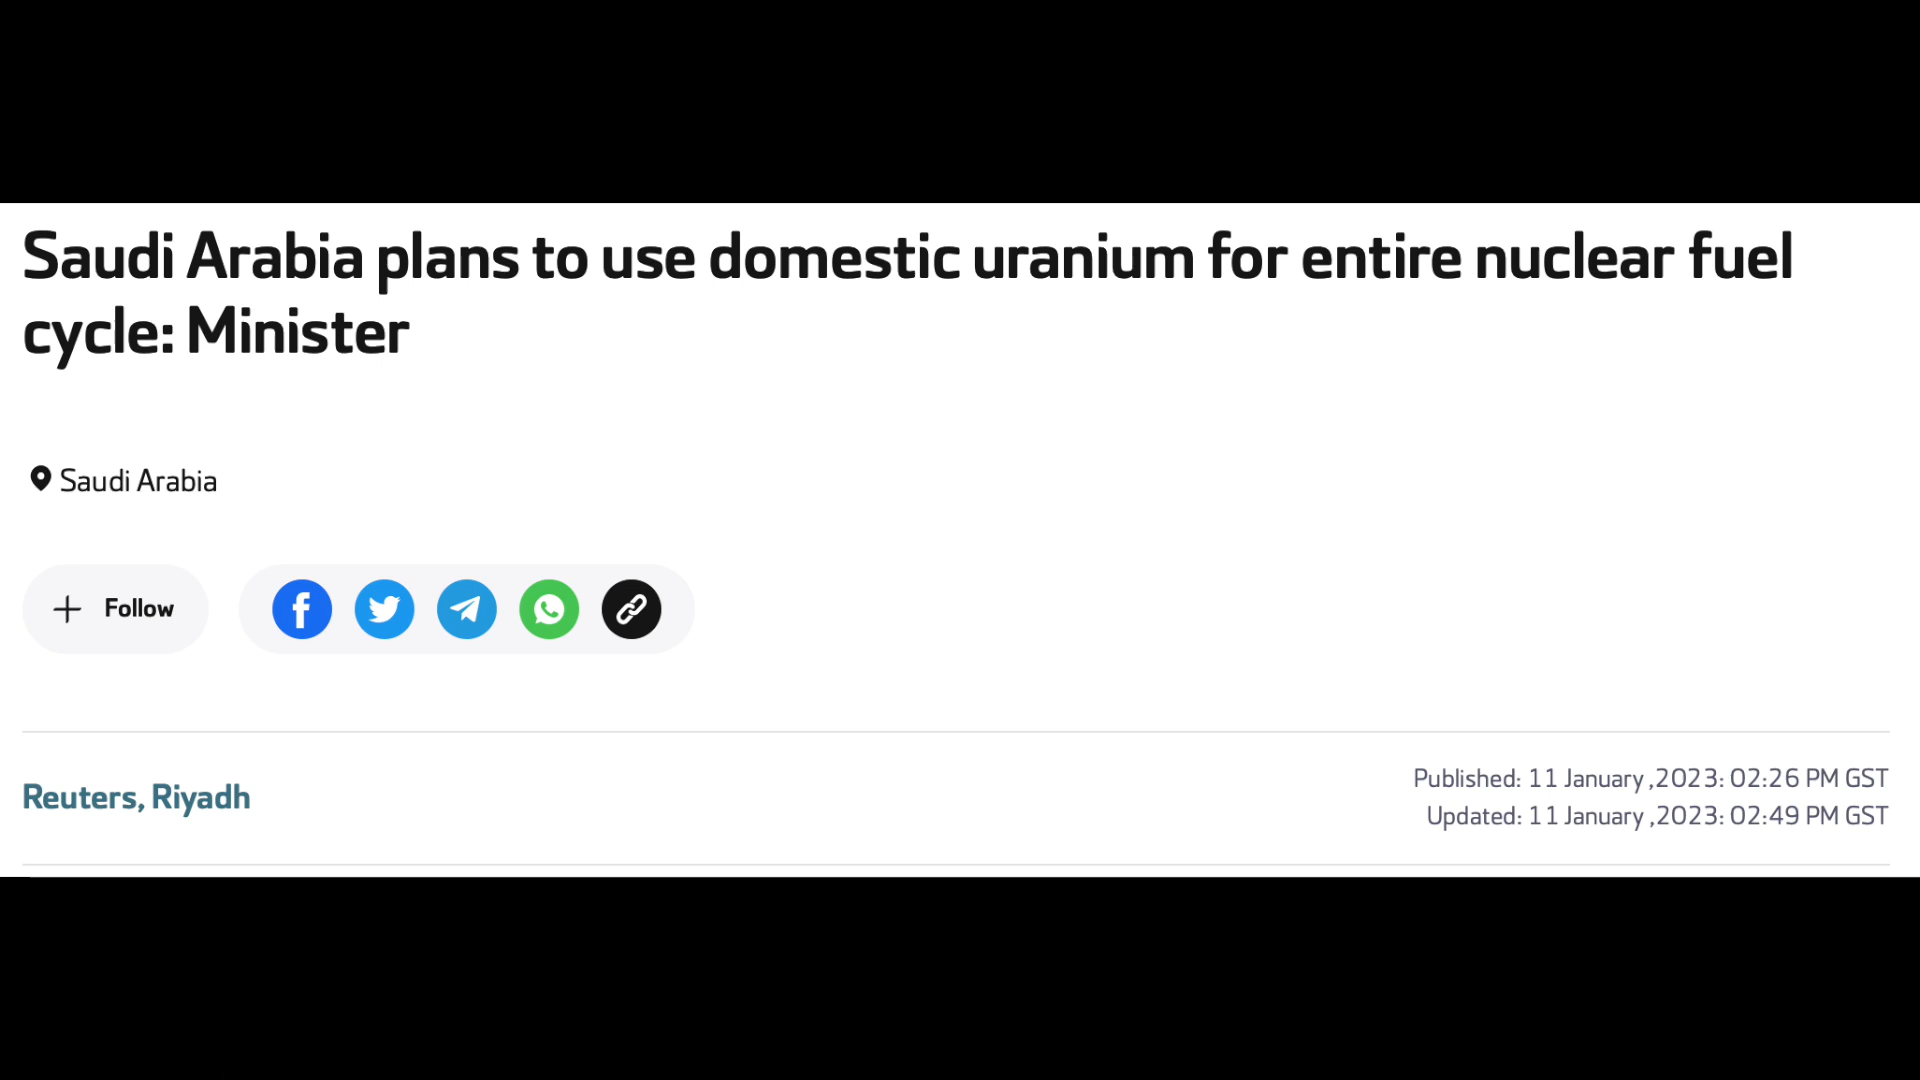 Saudi Arabia plans to use domestic uranium for entire nuclear fuel
cycle: Minister
Saudi Arabia
Follow
Reuters, Riyadh
Published: 11 January ,2023: 02:26 PM GST
Updated: 11 January ,2023: 02:49 PM GST